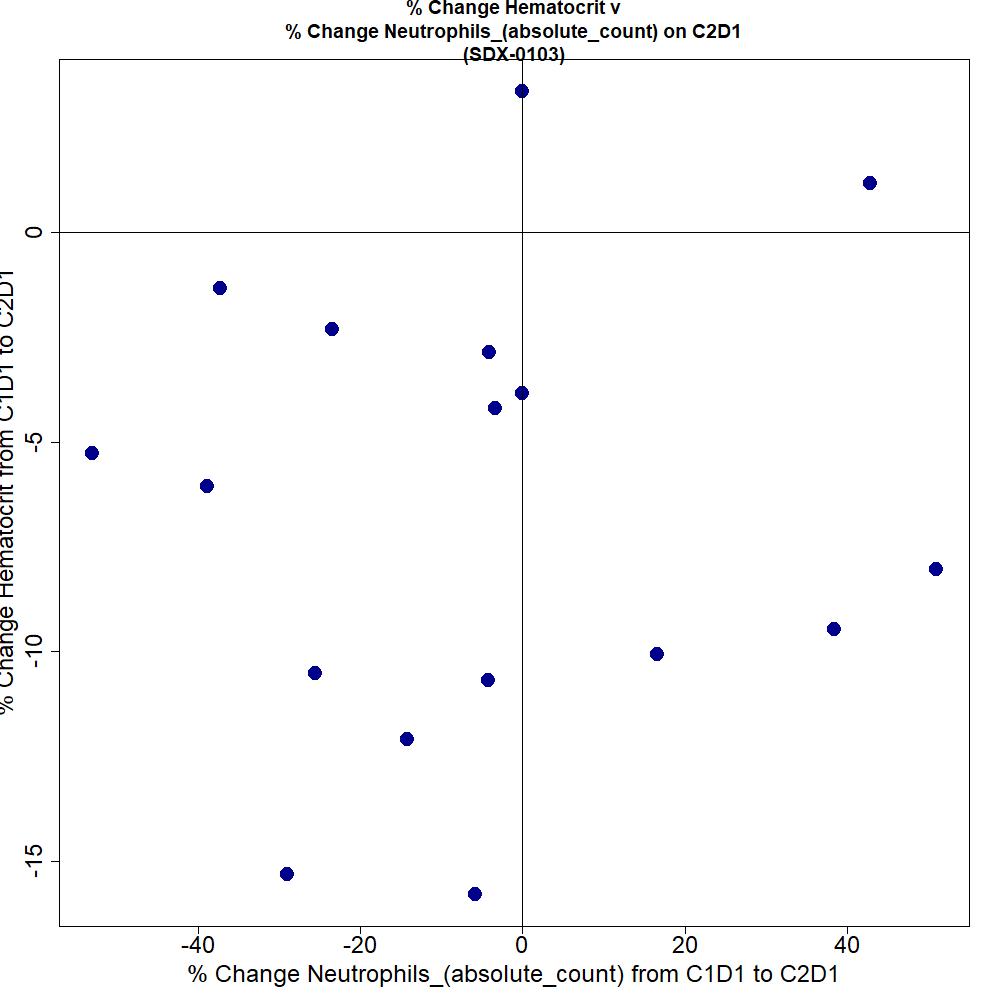 % Change Hematocrit v
% Change Neutrophils_(absolute_count) on C2D1
(SDX-0103)
% Change Hematocrit from C1D1 to C2D1
0
-5
-10
-15
-40
-20
0
20
40
% Change Neutrophils_(absolute_count) from C1D1 to C2D1